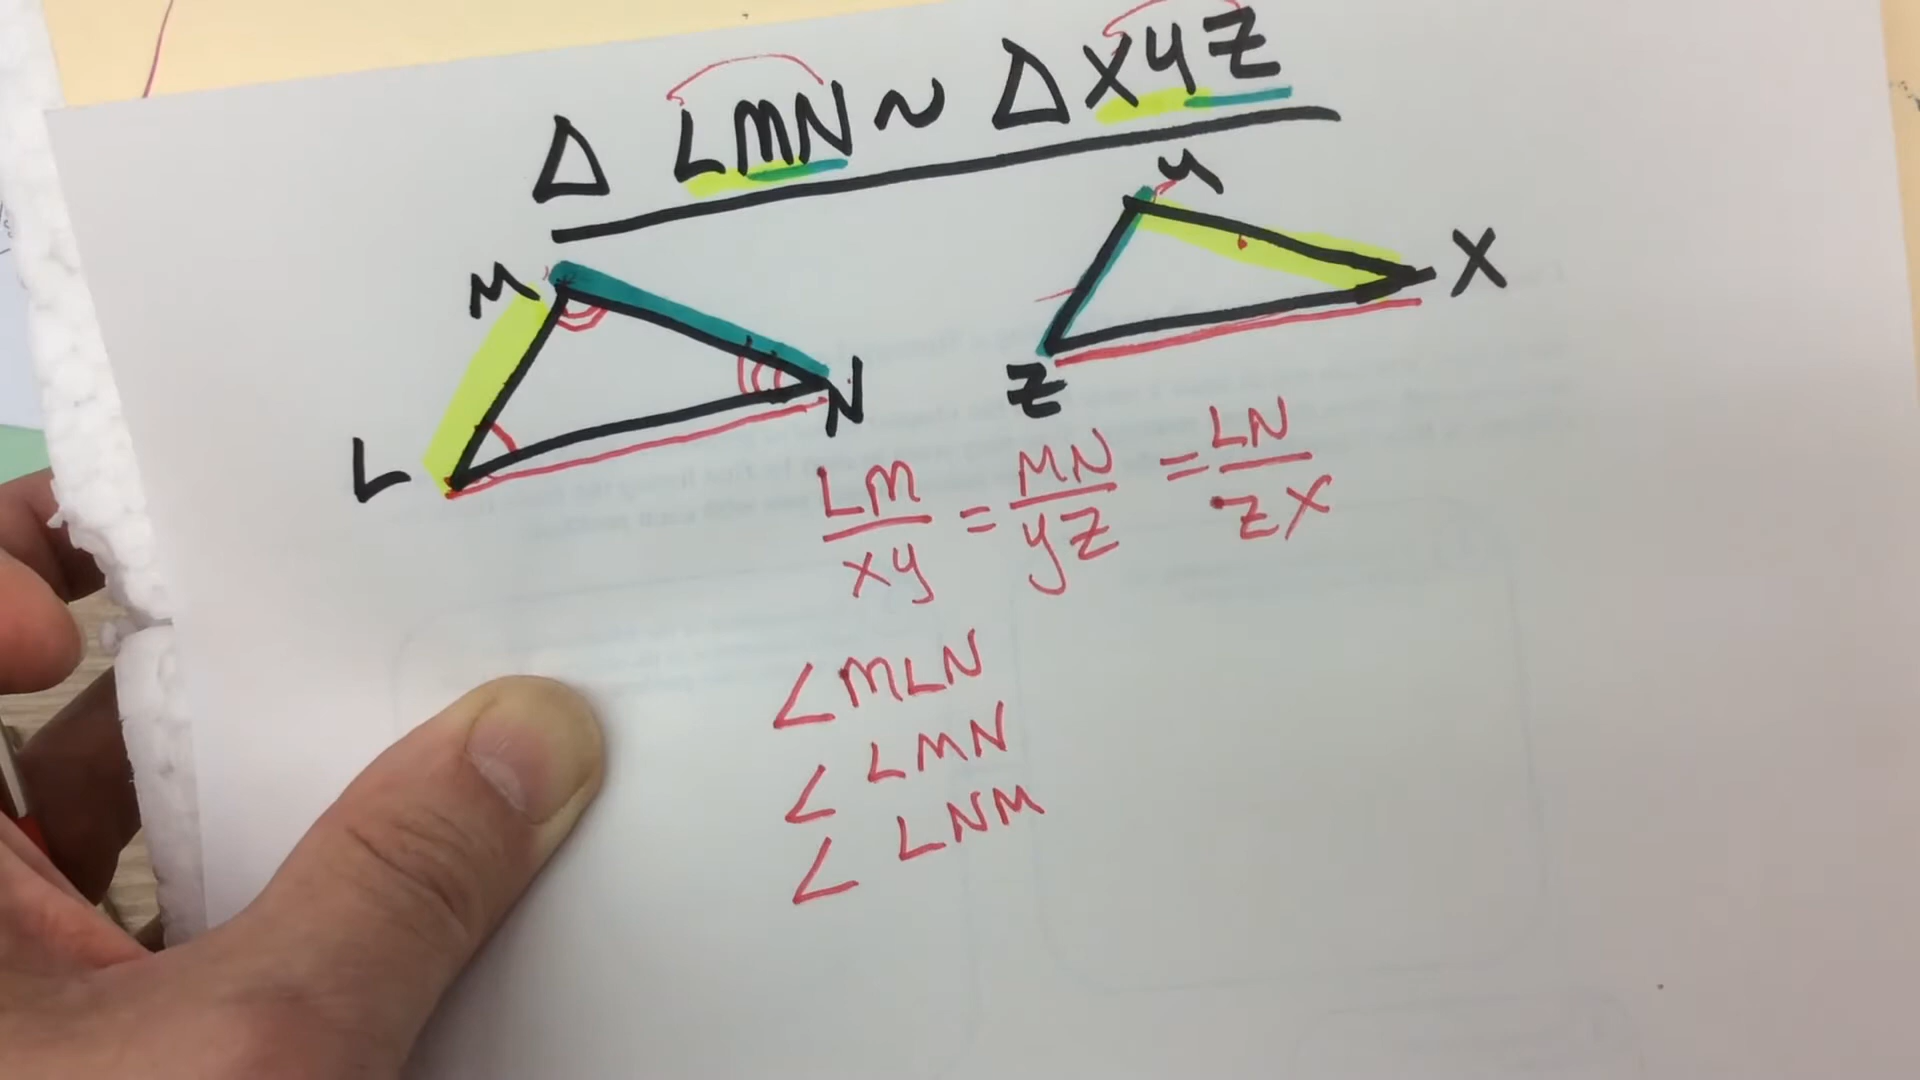 Δ LMN ~ Δ XYZ
M
N
L
y
X
Z
LM/xy = MN/yZ = LN/ZX
∠MLN
∠LMN
∠LNM